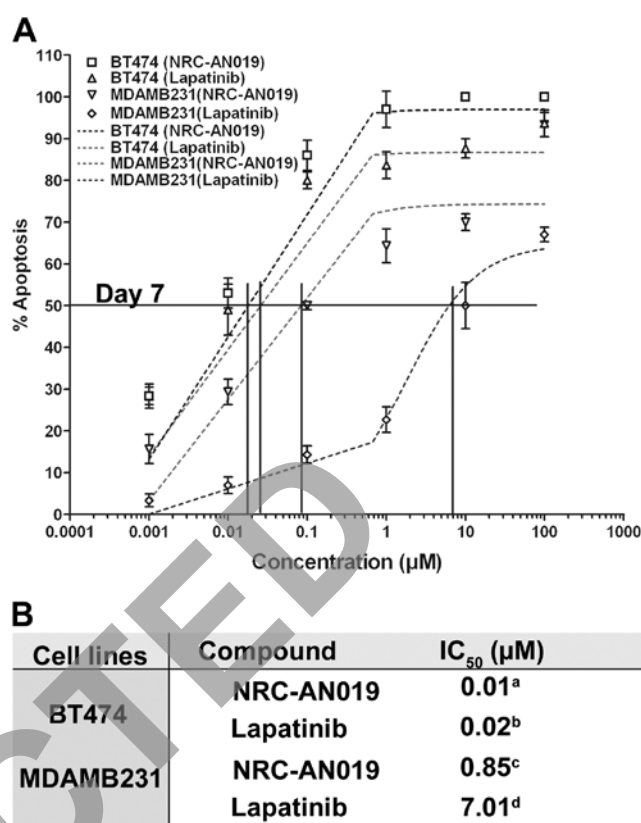 A
BT474 (NRC-AN019)
BT474 (Lapatinib)
MDAMB231(NRC-AN019)
MDAMB231(Lapatinib)
BT474 (NRC-AN019)
BT474 (Lapatinib)
MDAMB231(NRC-AN019)
MDAMB231(Lapatinib)
110
100
90
80
70
60
50
40
30
20
10
0
% Apoptosis
Day 7
0.0001 0.001 0.01 0.1 1 10 100 1000
Concentration (µM)
B
Cell lines Compound IC50 (µM)
BT474 NRC-AN019 0.01a
Lapatinib 0.02b
MDAMB231 NRC-AN019 0.85c
Lapatinib 7.01d
CTED